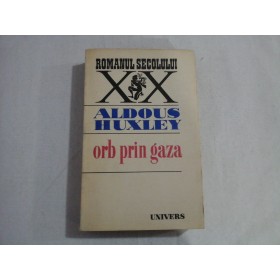 ROMANUL SECOLULUI
XX
ALDOUS
HUXLEY
orb prin gaza
UNIVERS